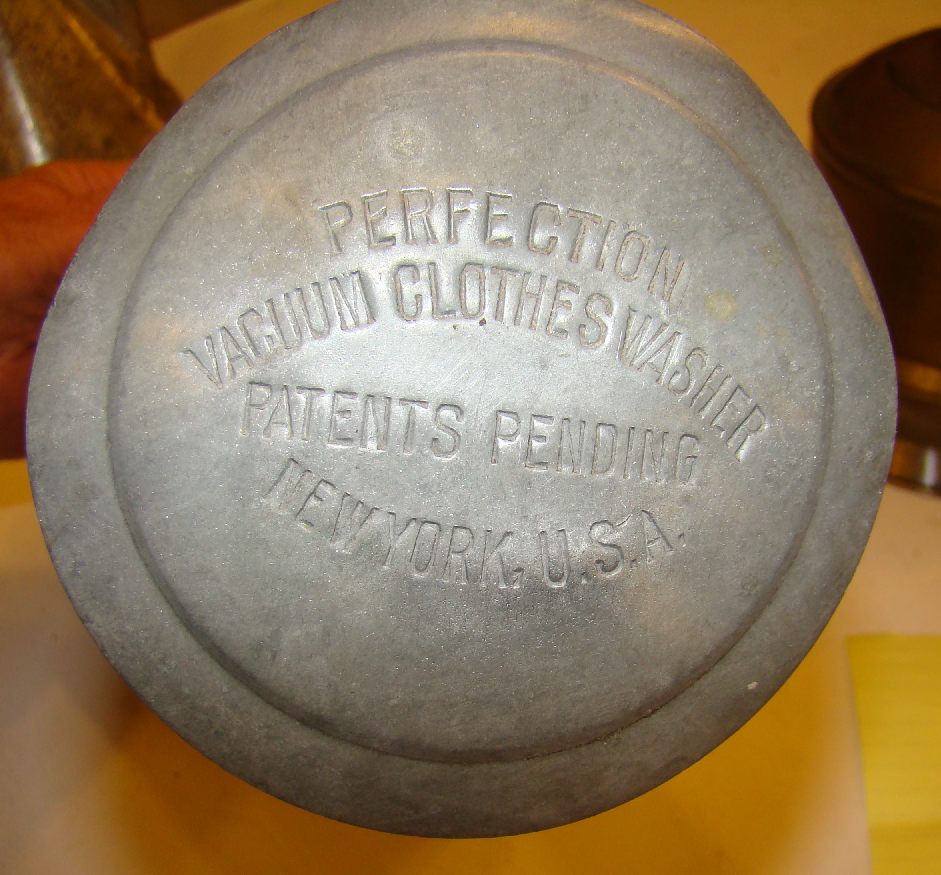 PERFECTION
VACUUM CLOTHES WASHER
PATENTS PENDING
NEW YORK, U.S.A.